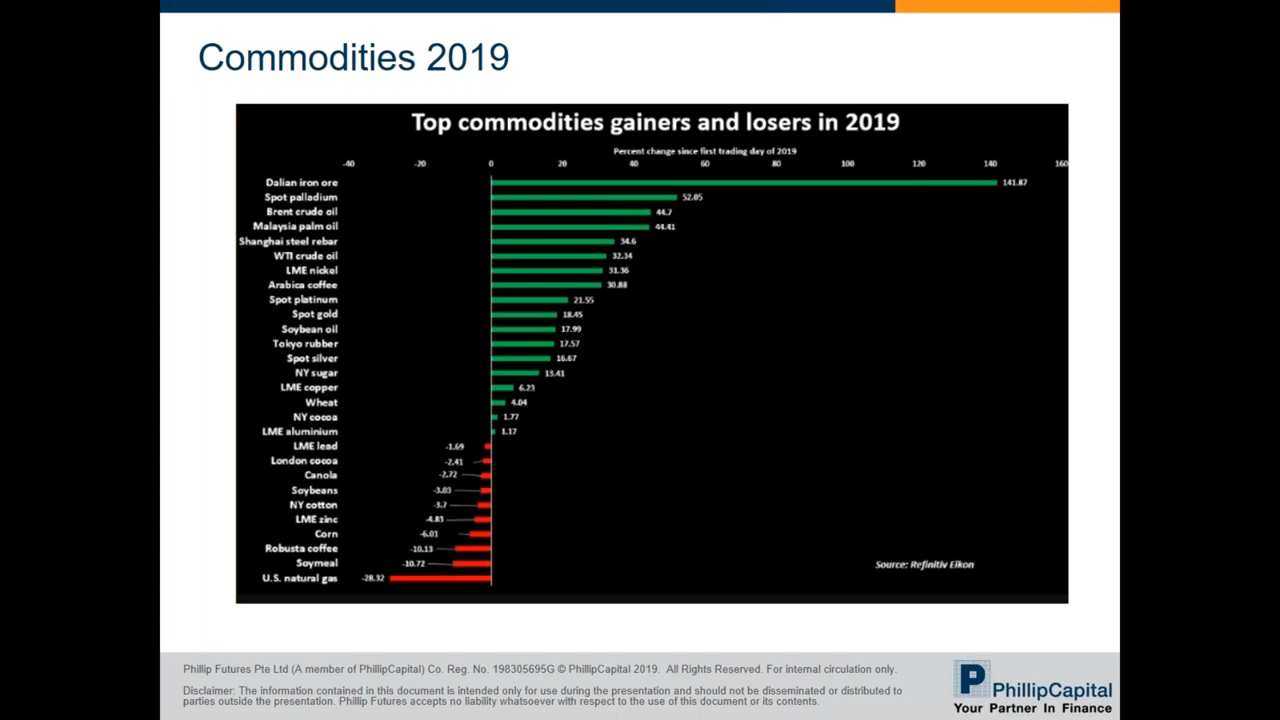 Commodities 2019
Top commodities gainers and losers in 2019
Percent change since first trading day of 2019
-40 -20 0 20 40 60 80 100 120 140 160
Dalian iron ore 141.87
Spot palladium 52.05
Brent crude oil 44.7
Malaysia palm oil 44.41
Shanghai steel rebar 34.6
WTI crude oil 32.34
LME nickel 31.36
Arabica coffee 30.88
Spot platinum 21.55
Spot gold 18.45
Soybean oil 17.99
Tokyo rubber 17.57
Spot silver 16.67
NY sugar 13.41
LME copper 6.23
Wheat 4.04
NY cocoa 1.77
LME aluminium 1.17
LME lead -1.69
London cocoa -2.41
Canola -2.72
Soybeans -3.03
NY cotton -3.7
LME zinc -4.83
Corn -6.01
Robusta coffee -10.13
Soymeal -10.72
U.S. natural gas -28.32
Source: Refinitiv Eikon
Phillip Futures Pte Ltd (A member of PhillipCapital) Co. Reg. No. 198305695G © PhillipCapital 2019. All Rights Reserved. For internal circulation only.
Disclaimer: The information contained in this document is intended only for use during the presentation and should not be disseminated or distributed to
parties outside the presentation. Phillip Futures accepts no liability whatsoever with respect to the use of this document or its contents.
P PhillipCapital
Your Partner In Finance